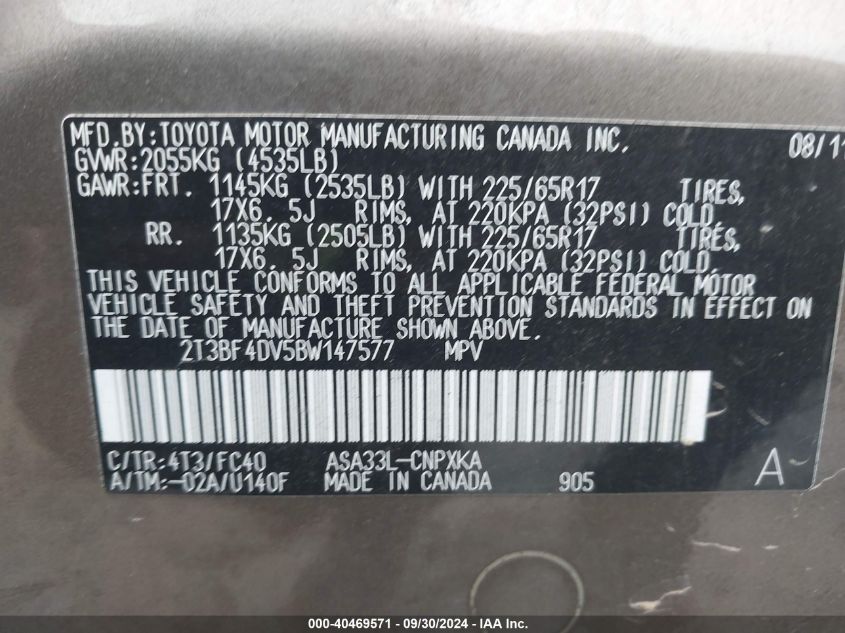 MFD.BY:TOYOTA MOTOR MANUFACTURING CANADA INC. 08/11
GVWR:2055KG (4535LB)
GAWR:FRT. 1145KG (2535LB) WITH 225/65R17 TIRES,
17X6.5J RIMS, AT 220KPA (32PSI) COLD.
RR. 1135KG (2505LB) WITH 225/65R17 TIRES,
17X6.5J RIMS, AT 220KPA (32PSI) COLD.
THIS VEHICLE CONFORMS TO ALL APPLICABLE FEDERAL MOTOR
VEHICLE SAFETY AND THEFT PREVENTION STANDARDS IN EFFECT ON
THE DATE OF MANUFACTURE SHOWN ABOVE.
2T3BF4DV5BW147577 MPV
C/TR:4T3/FC40 ASA33L-CNPXKA
A/TM:-02A/U140F MADE IN CANADA 905 A
000-40469571 - 09/30/2024 - IAA Inc.